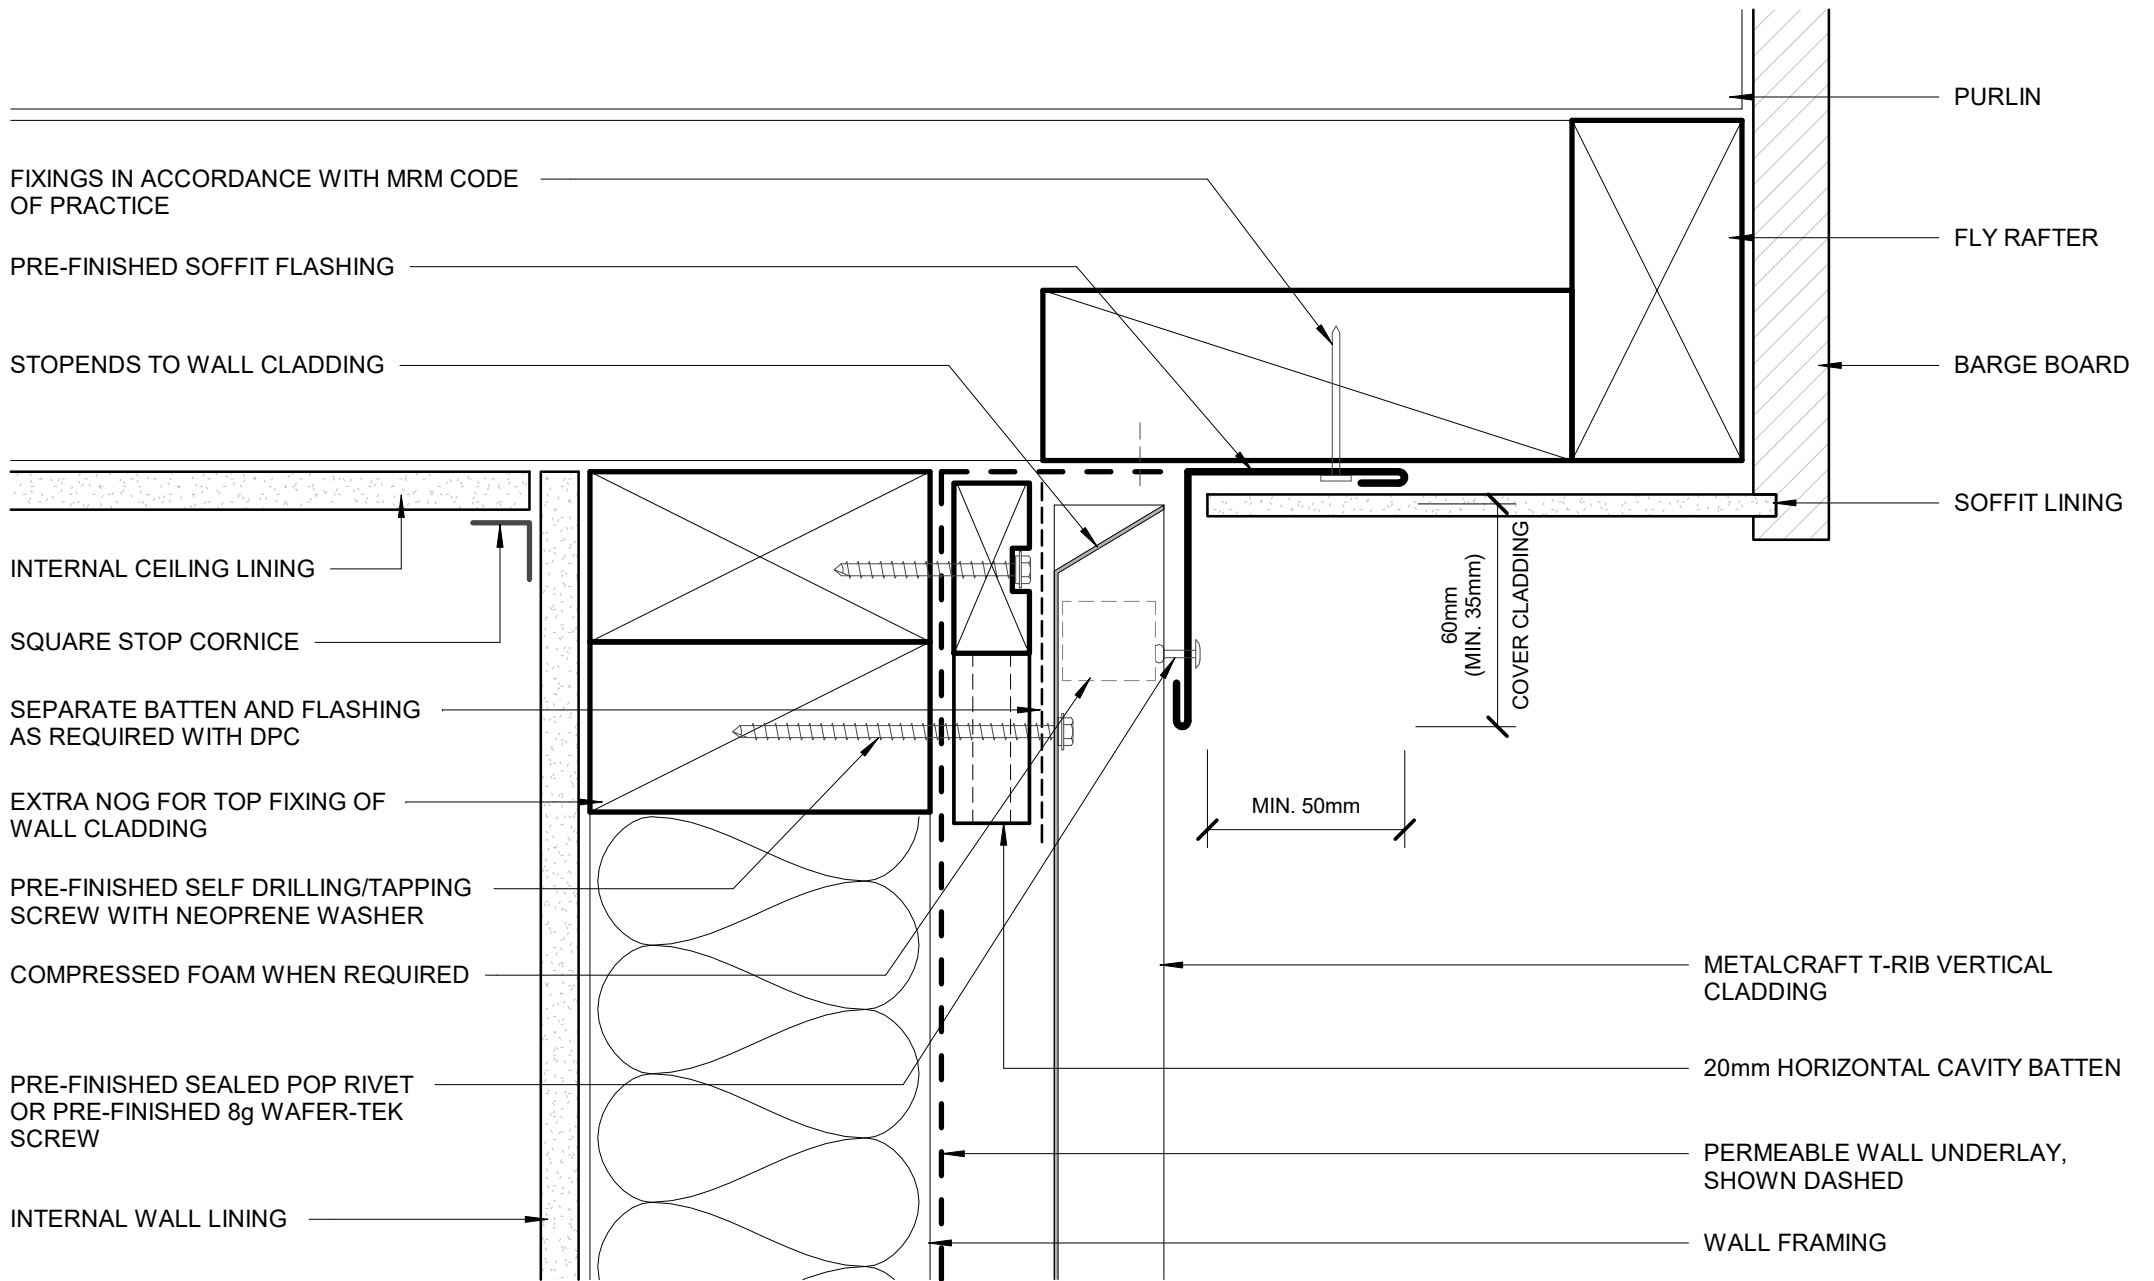 PURLIN
FIXINGS IN ACCORDANCE WITH MRM CODE
OF PRACTICE
FLY RAFTER
PRE-FINISHED SOFFIT FLASHING
STOPENDS TO WALL CLADDING
BARGE BOARD
SOFFIT LINING
INTERNAL CEILING LINING
60mm
(MIN. 35mm)
COVER CLADDING
SQUARE STOP CORNICE
SEPARATE BATTEN AND FLASHING
AS REQUIRED WITH DPC
EXTRA NOG FOR TOP FIXING OF
WALL CLADDING
MIN. 50mm
PRE-FINISHED SELF DRILLING/TAPPING
SCREW WITH NEOPRENE WASHER
COMPRESSED FOAM WHEN REQUIRED
METALCRAFT T-RIB VERTICAL
CLADDING
20mm HORIZONTAL CAVITY BATTEN
PRE-FINISHED SEALED POP RIVET
OR PRE-FINISHED 8g WAFER-TEK
SCREW
PERMEABLE WALL UNDERLAY,
SHOWN DASHED
INTERNAL WALL LINING
WALL FRAMING